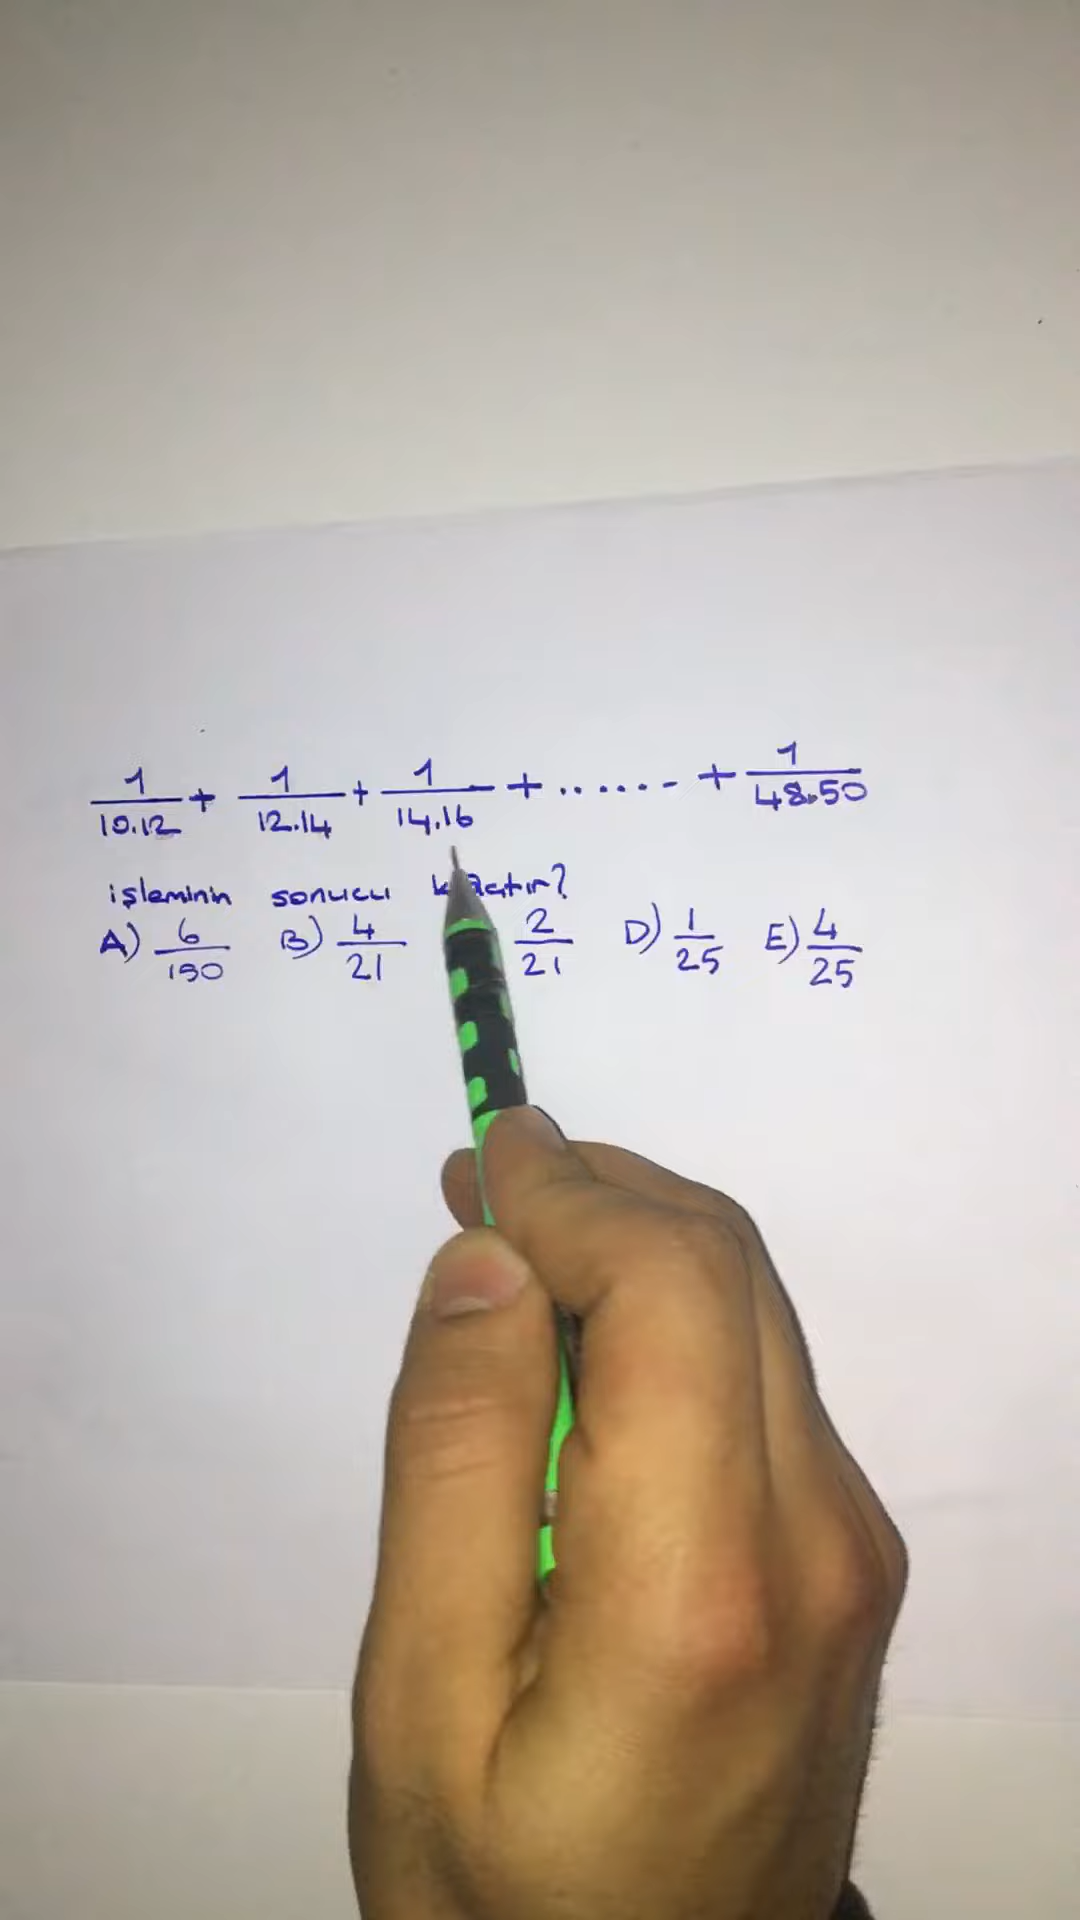 1/10.12 + 1/12.14 + 1/14.16 + ...... + 1/48.50
işleminin sonucu
A) 6/190 B) 4/21 2/21 D) 1/25 E) 4/25